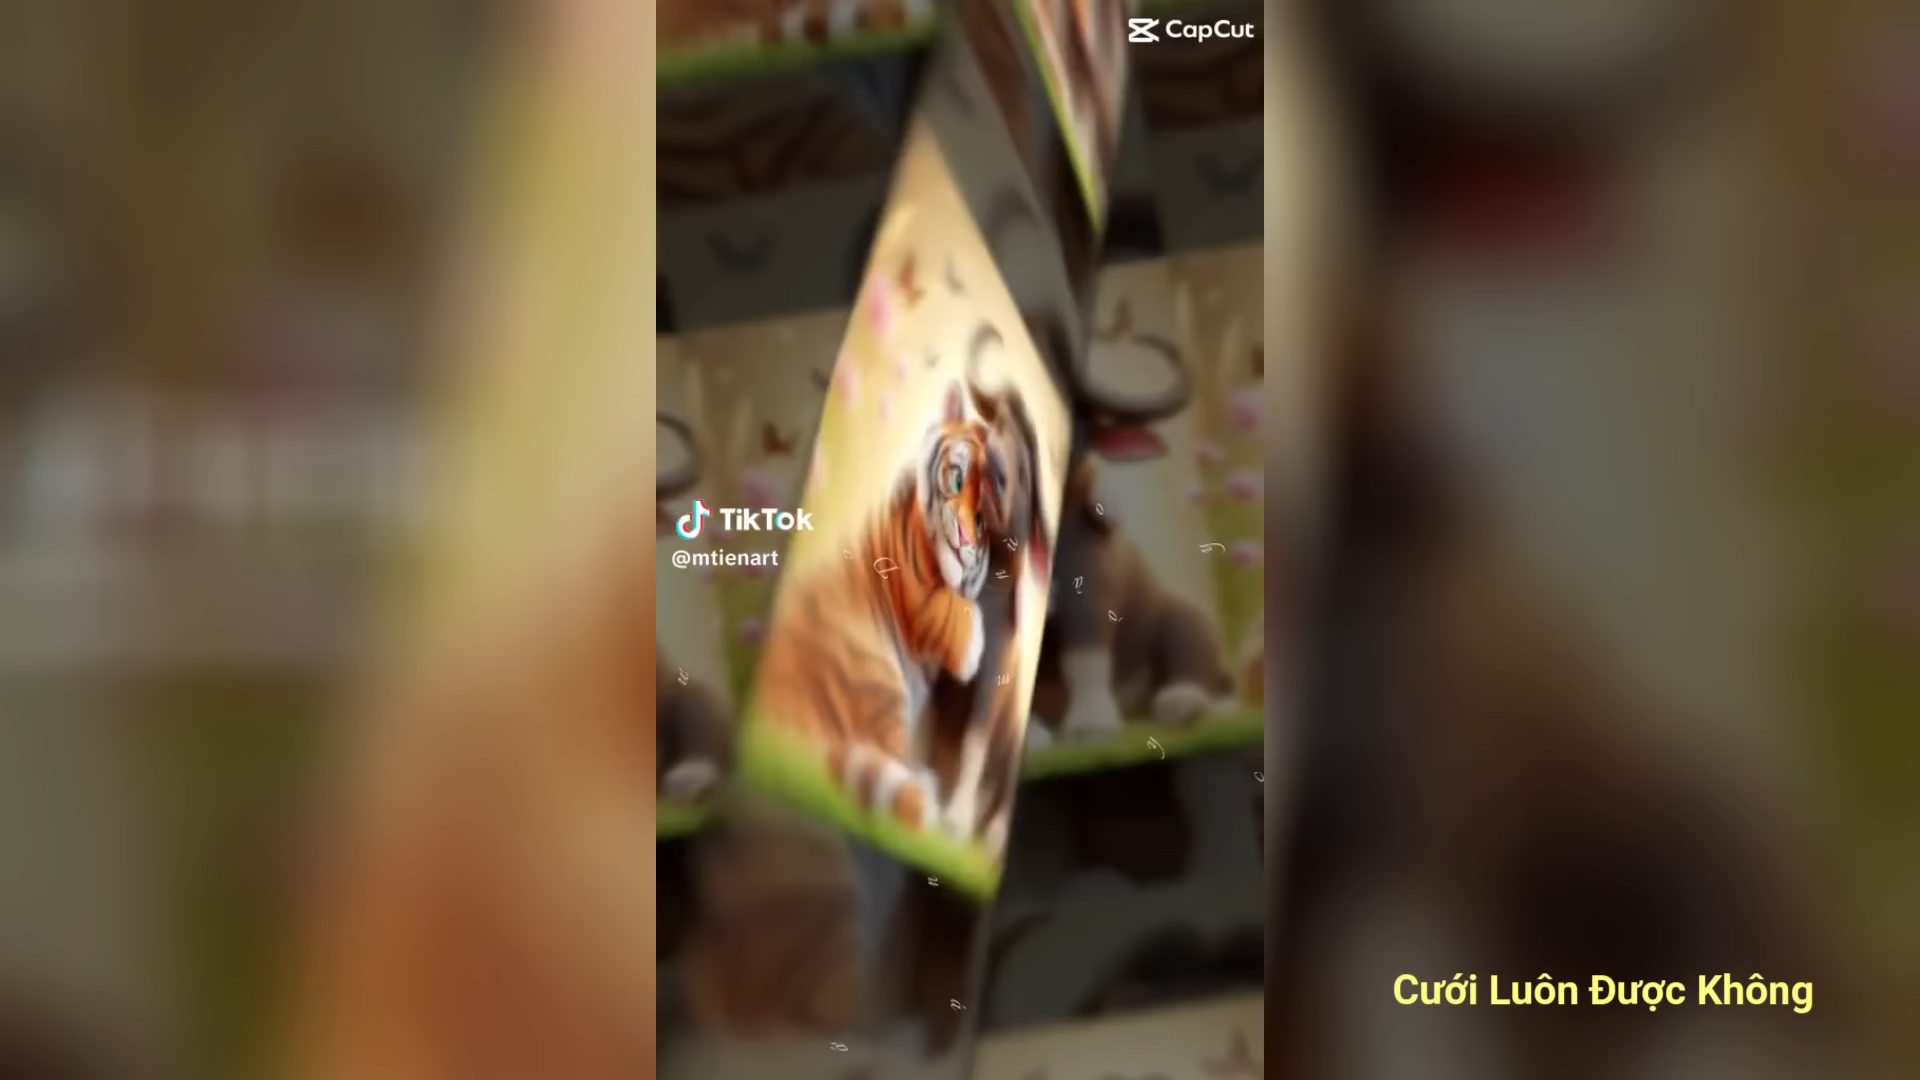 CapCut
TikTok
@mtienart
Cưới Luôn Được Không